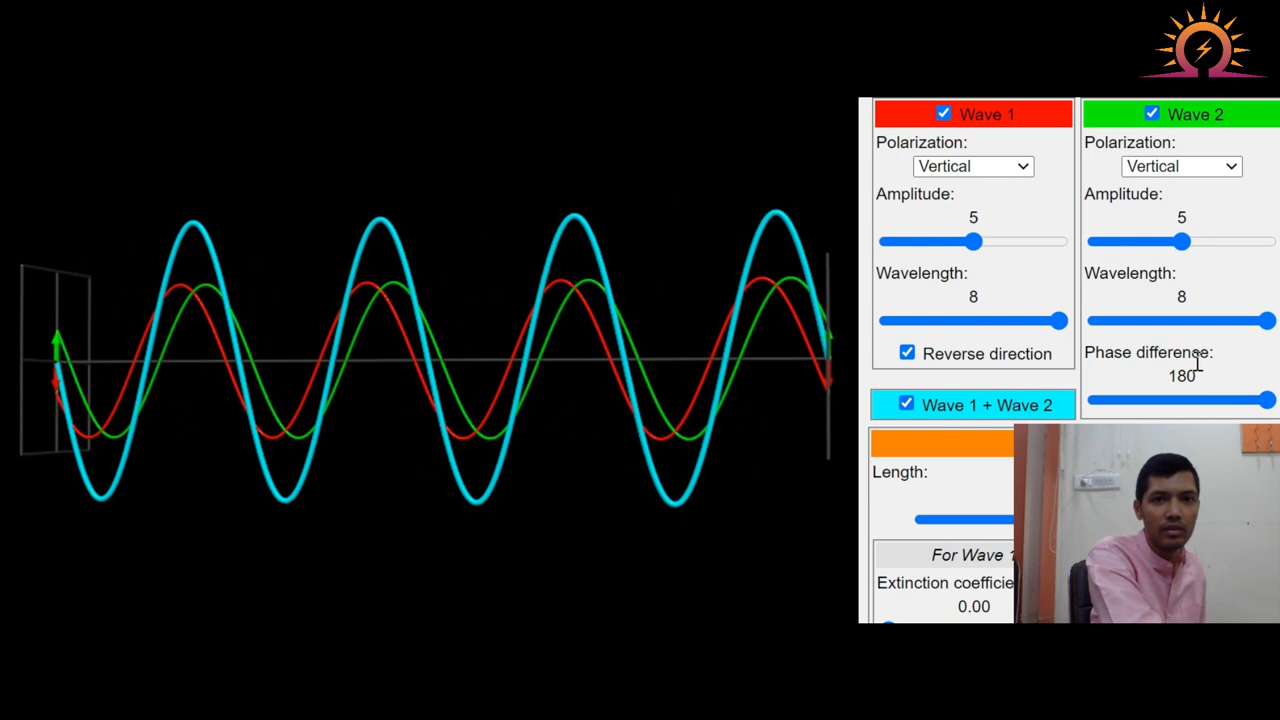 Wave 1
Polarization:
Vertical
Amplitude:
5
Wavelength:
8
Reverse direction
Wave 1 + Wave 2
Length:
For Wave 1
Extinction coefficie
0.00
Wave 2
Polarization:
Vertical
Amplitude:
5
Wavelength:
8
Phase difference:
180